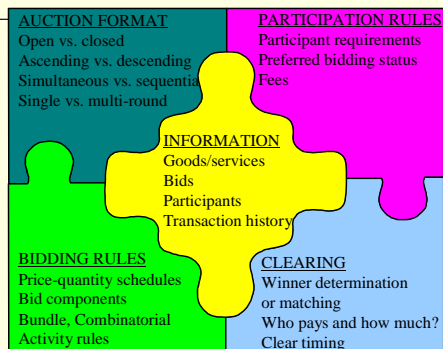 AUCTION FORMAT
Open vs. closed
Ascending vs. descending
Simultaneous vs. sequentia
Single vs. multi-round
PARTICIPATION RULES
Participant requirements
Preferred bidding status
Fees
INFORMATION
Goods/services
Bids
Participants
Transaction history
BIDDING RULES
Price-quantity schedules
Bid components
Bundle, Combinatorial
Activity rules
CLEARING
Winner determination
or matching
Who pays and how much?
Clear timing